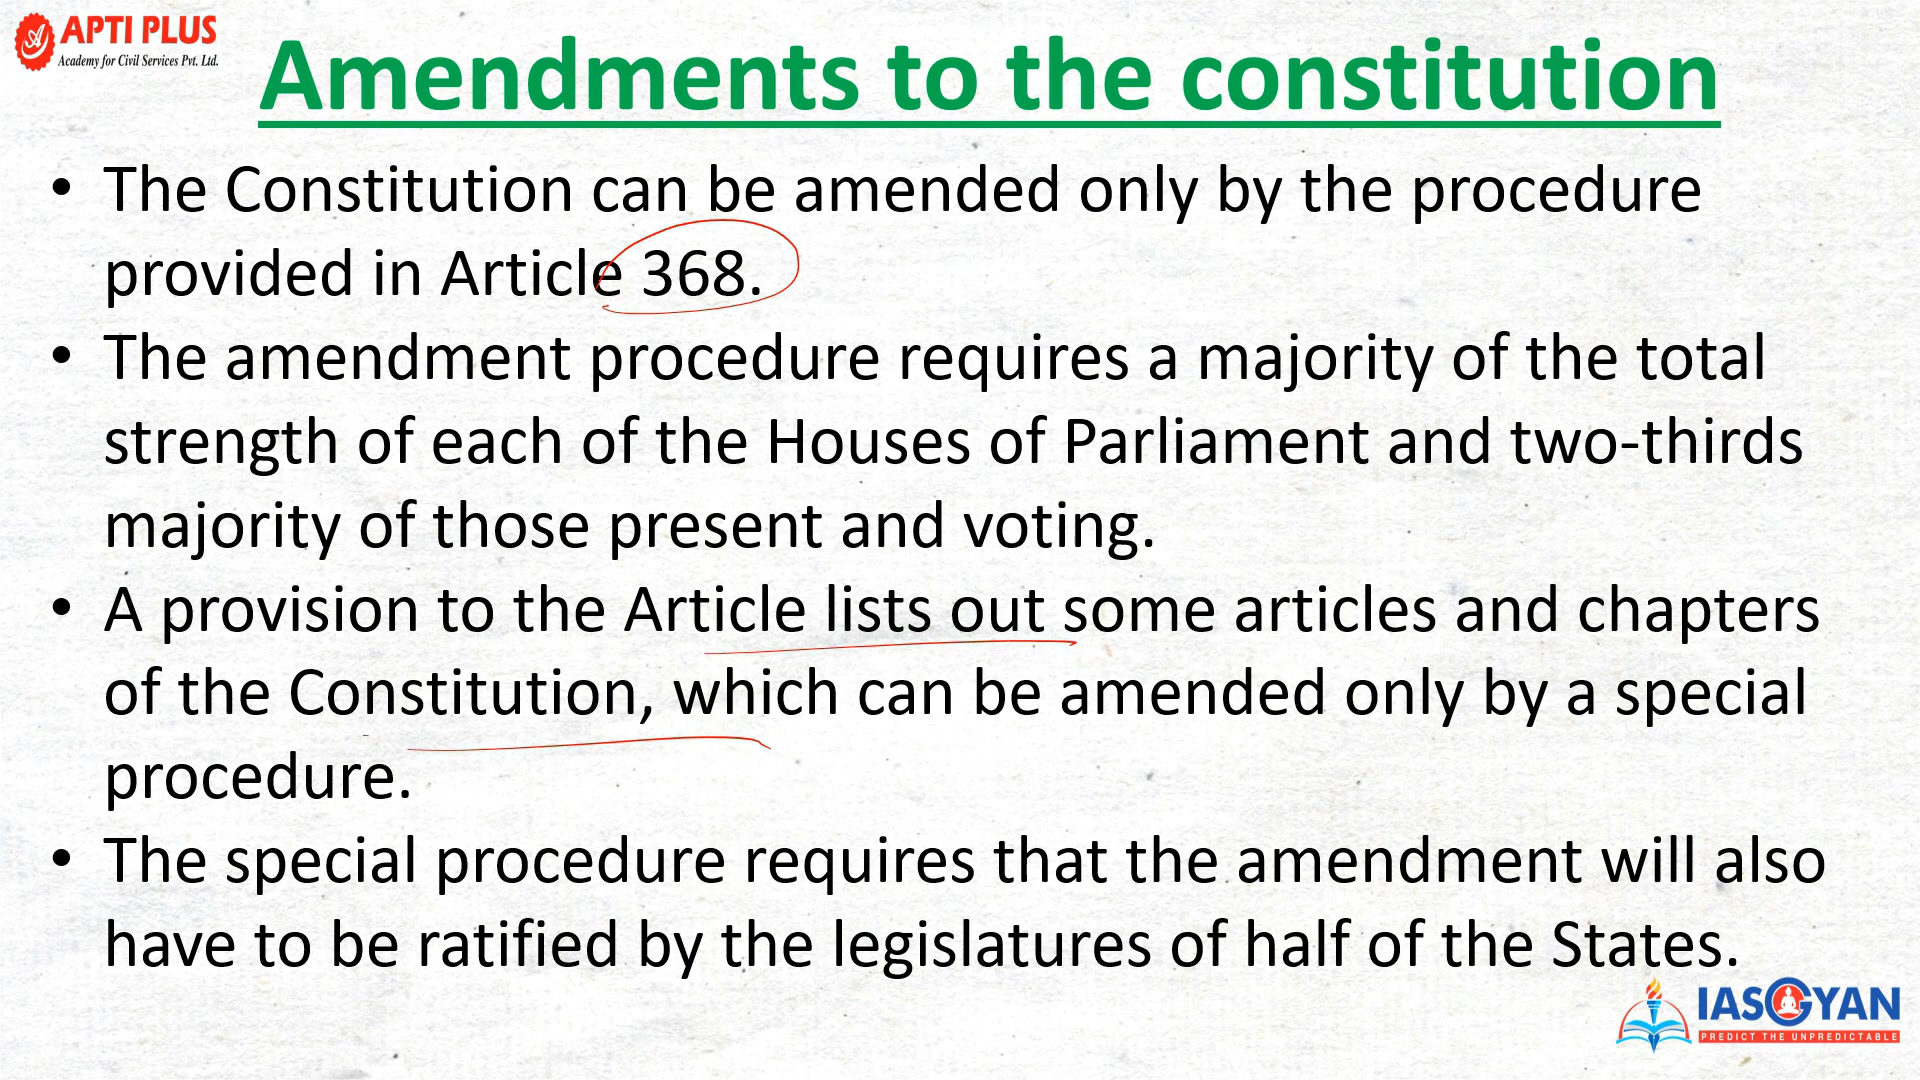 APTI PLUS
Academy for Civil Services Pvt. Ltd.
Amendments to the constitution
• The Constitution can be amended only by the procedure
provided in Article 368.
• The amendment procedure requires a majority of the total
strength of each of the Houses of Parliament and two-thirds
majority of those present and voting.
• A provision to the Article lists out some articles and chapters
of the Constitution, which can be amended only by a special
procedure.
• The special procedure requires that the amendment will also
have to be ratified by the legislatures of half of the States.
IASGYAN
PREDICT THE UNPREDICTABLE